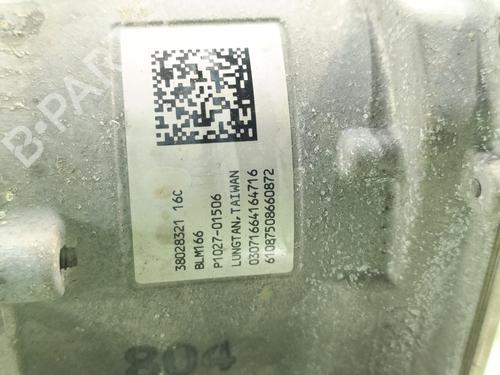 B-PARTS
38028321 16C
BLM166
P1027-01506
LUNGTAN,TAIWAN
03071664164716
61087508660872
804